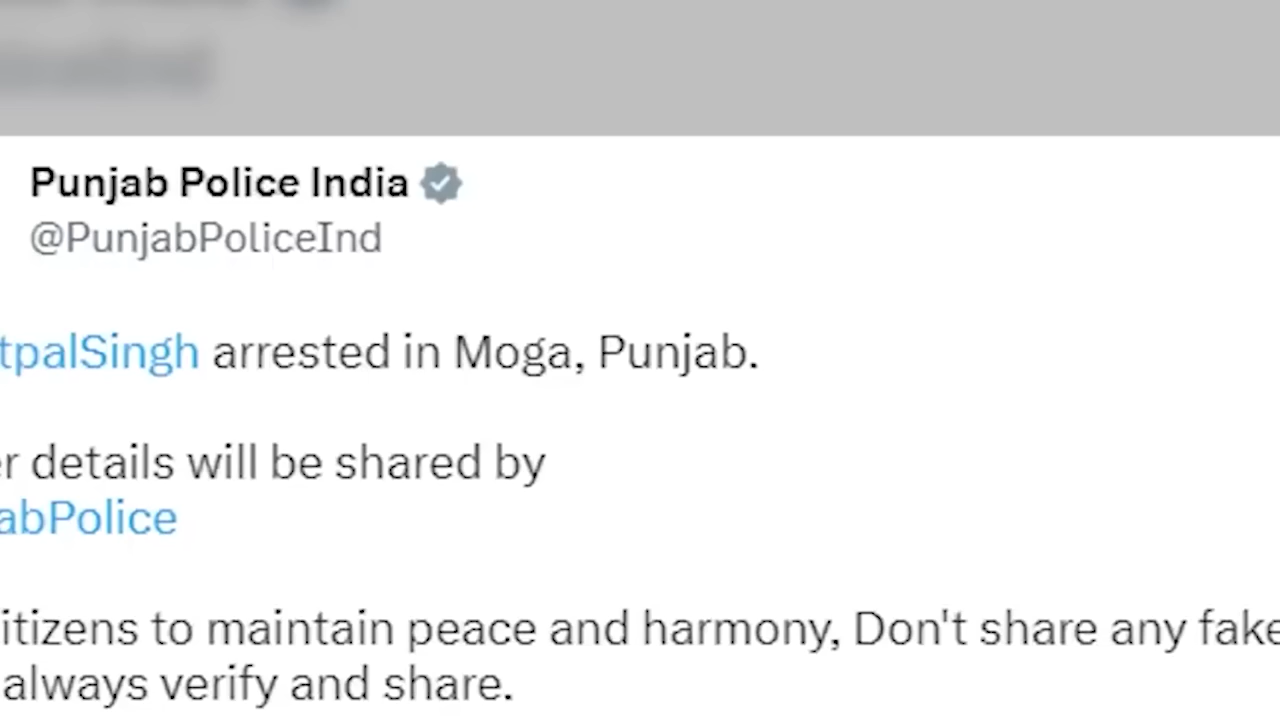 Punjab Police India
@PunjabPoliceInd
tpalSingh arrested in Moga, Punjab.
er details will be shared by
abPolice
itizens to maintain peace and harmony, Don't share any fake
always verify and share.